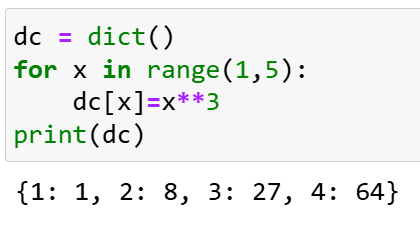 dc = dict()
for x in range(1,5):
    dc[x]=x**3
print(dc)
{1: 1, 2: 8, 3: 27, 4: 64}